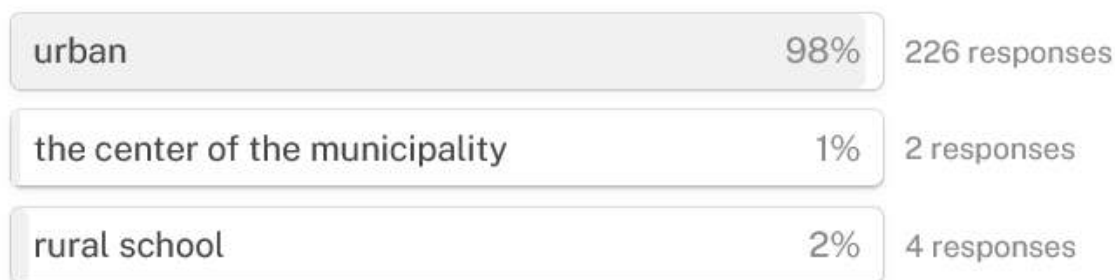 urban 98% 226 responses
the center of the municipality 1% 2 responses
rural school 2% 4 responses